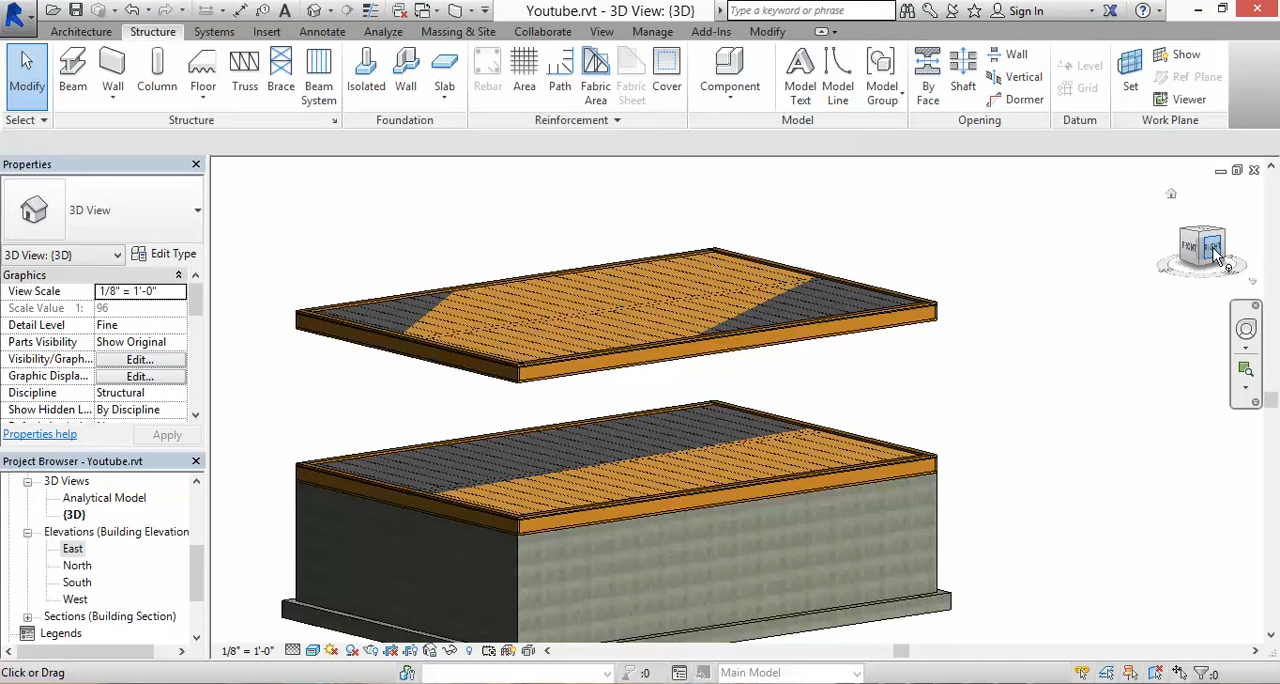 Youtube.rvt - 3D View: {3D}
Type a keyword or phrase
Sign In
Architecture
Structure
Systems
Insert
Annotate
Analyze
Massing & Site
Collaborate
View
Manage
Add-Ins
Modify
Modify
Beam
Wall
Column
Floor
Truss
Brace
Beam
System
Isolated
Wall
Slab
Rebar
Area
Path
Fabric
Area
Fabric
Sheet
Cover
Component
Model
Text
Model
Line
Model
Group
By
Face
Shaft
Wall
Vertical
Dormer
Level
Grid
Set
Show
Ref Plane
Viewer
Select
Structure
Foundation
Reinforcement
Model
Opening
Datum
Work Plane
Properties
3D View
3D View: {3D}
Edit Type
Graphics
View Scale
1/8" = 1'-0"
Scale Value 1:
96
Detail Level
Fine
Parts Visibility
Show Original
Visibility/Graph...
Edit...
Graphic Displa...
Edit...
Discipline
Structural
Show Hidden L...
By Discipline
Properties help
Apply
Project Browser - Youtube.rvt
3D Views
Analytical Model
{3D}
Elevations (Building Elevation
East
North
South
West
Sections (Building Section)
Legends
FRONT
RIGHT
1/8" = 1'-0"
Click or Drag
:0
Main Model
:0